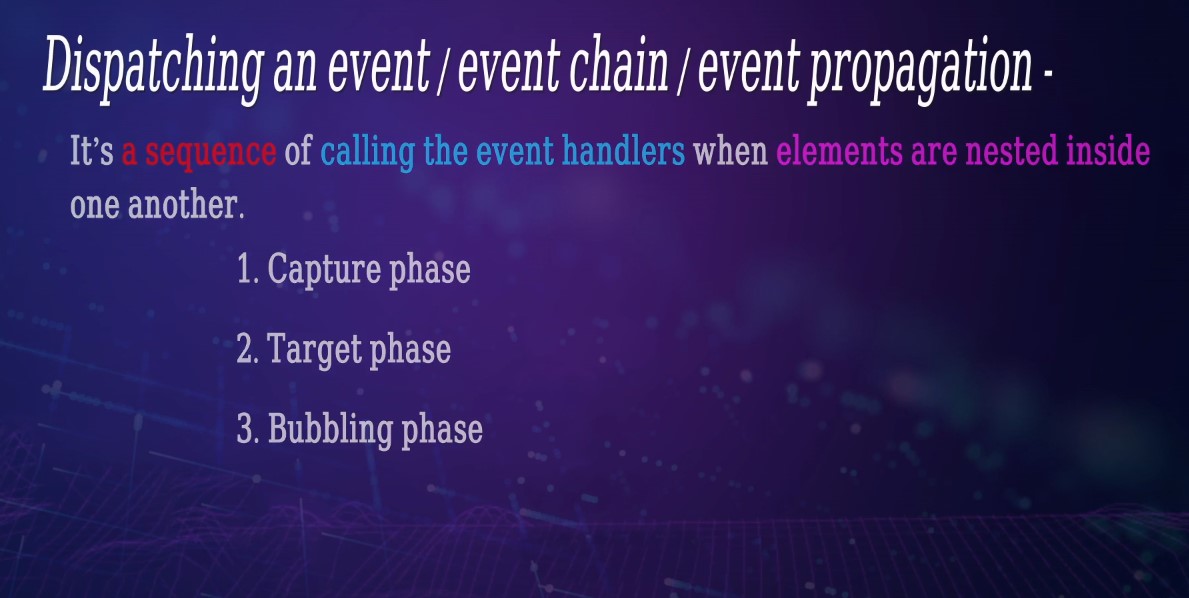 Dispatching an event / event chain / event propagation -
It’s a sequence of calling the event handlers when elements are nested inside
one another.
1. Capture phase
2. Target phase
3. Bubbling phase